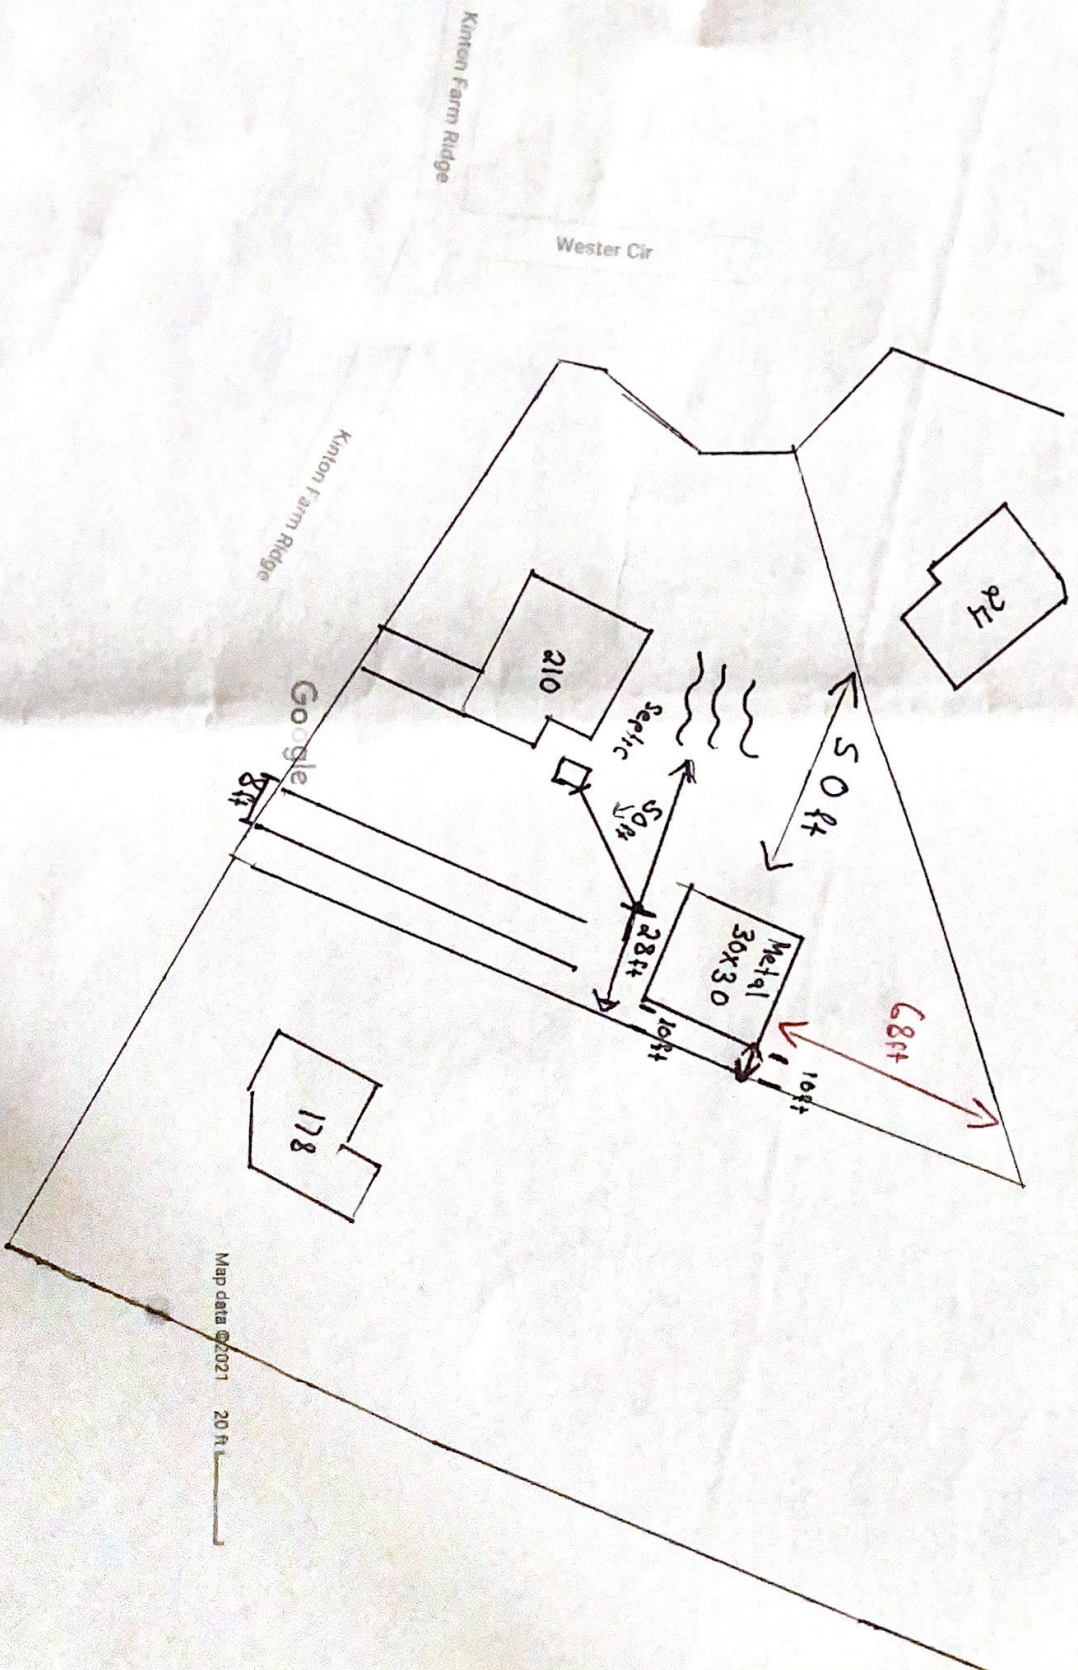 Kinton Farm Ridge
Wester Cir
Kinton Farm Ridge
24
210
Septic
50 ft
50 ft
Metal
30x30
28ft
10ft
10ft
68ft
8ft
Google
178
Map data ©2021 20 ft